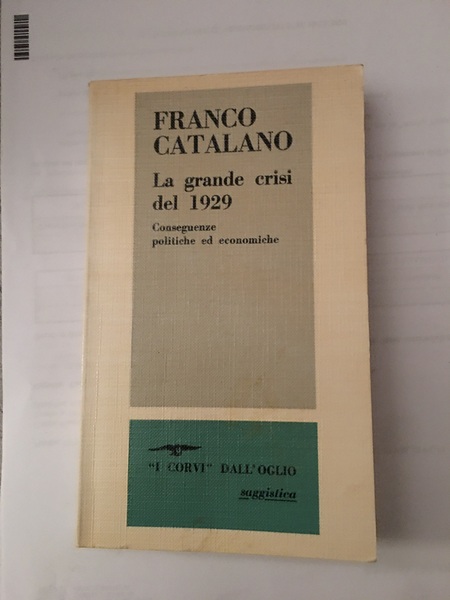 FRANCO
CATALANO
La grande crisi
del 1929
Conseguenze
politiche ed economiche
"I CORVI" DALL'OGLIO
saggistica